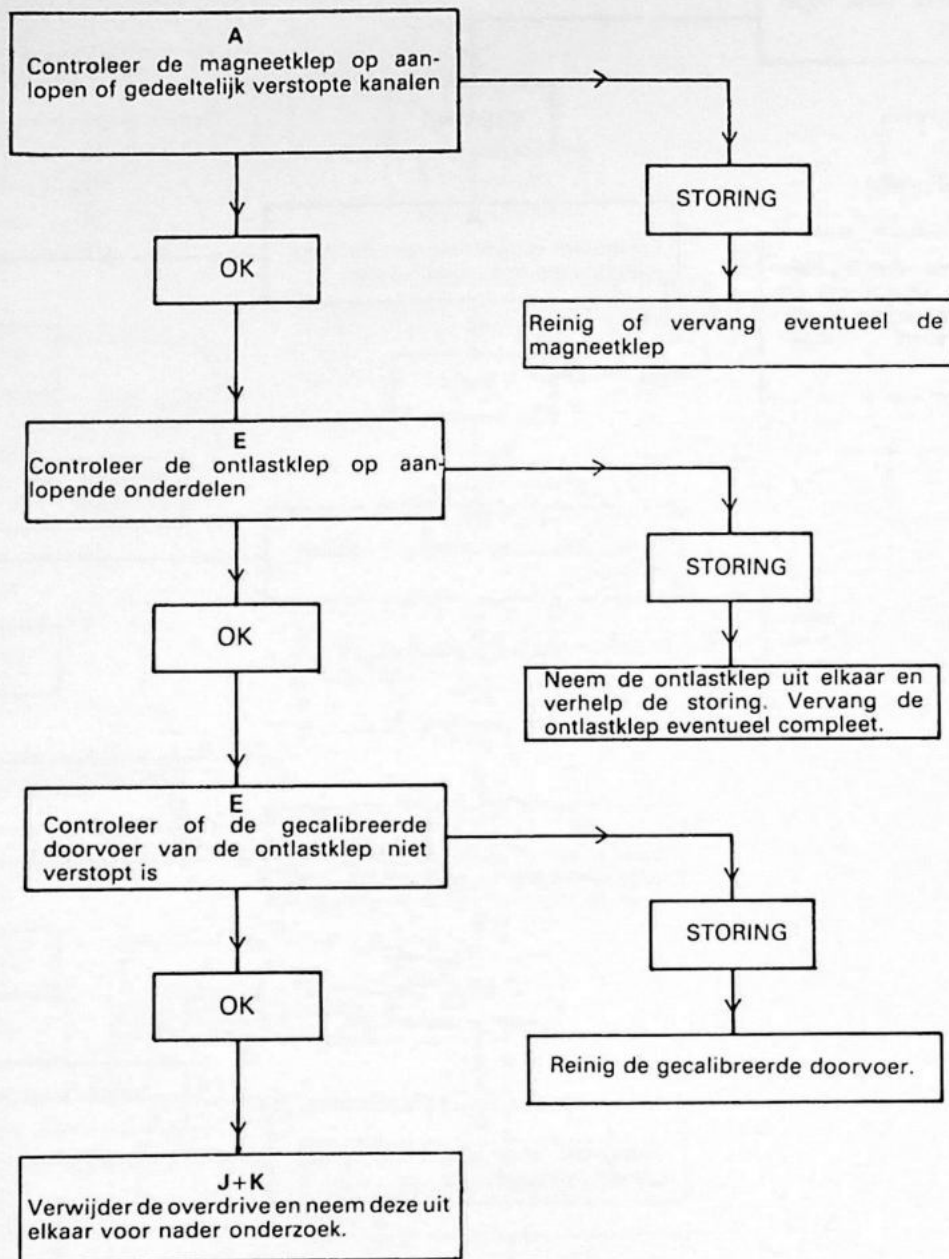 A
Controleer de magneetklep op aan-
lopen of gedeeltelijk verstopte kanalen
STORING
OK
Reinig of vervang eventueel de
magneetklep
E
Controleer de ontlastklep op aan-
lopende onderdelen
STORING
OK
Neem de ontlastklep uit elkaar en
verhelp de storing. Vervang de
ontlastklep eventueel compleet.
E
Controleer of de gecalibreerde
doorvoer van de ontlastklep niet
verstopt is
STORING
OK
Reinig de gecalibreerde doorvoer.
J+K
Verwijder de overdrive en neem deze uit
elkaar voor nader onderzoek.